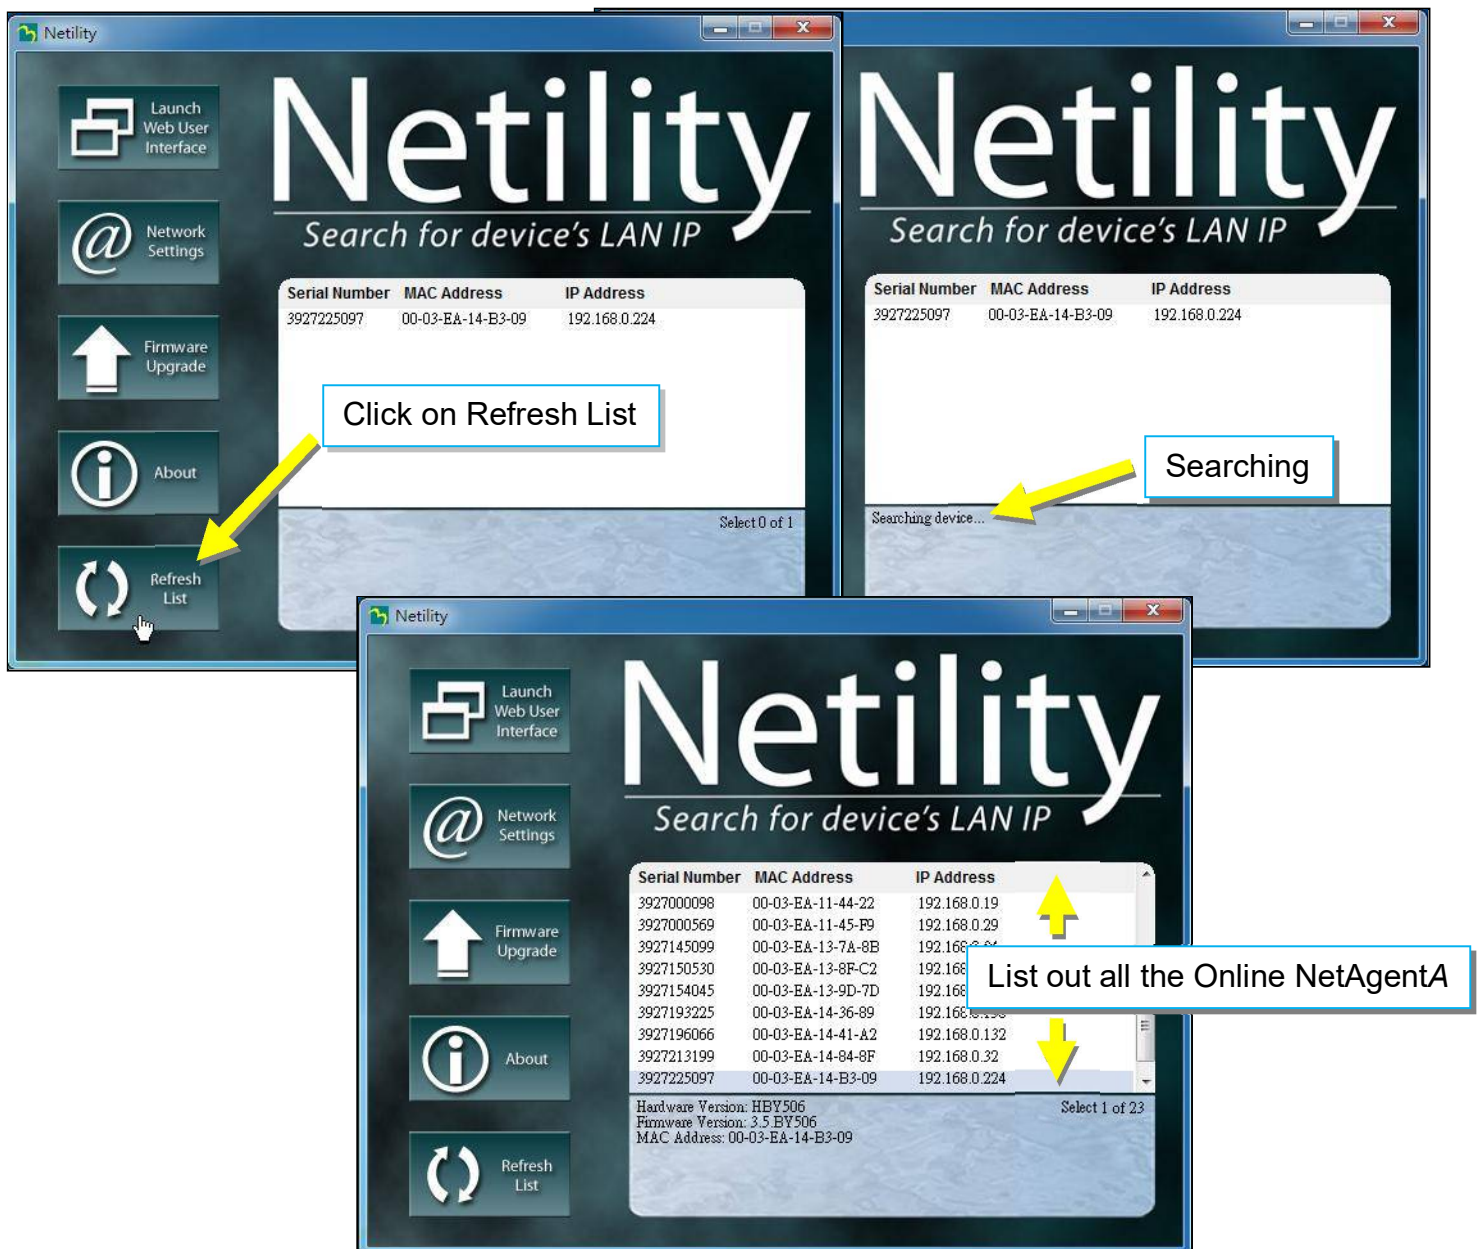 Netility
Launch
Web User
Interface
Network
Settings
Firmware
Upgrade
About
Refresh
List
Netility
Search for device's LAN IP
Serial Number MAC Address IP Address
3927225097 00-03-EA-14-B3-09 192.168.0.224
Click on Refresh List
Select 0 of 1
Netility
Search for device's LAN IP
Serial Number MAC Address IP Address
3927225097 00-03-EA-14-B3-09 192.168.0.224
Searching
Searching device...
Netility
Launch
Web User
Interface
Network
Settings
Firmware
Upgrade
About
Refresh
List
Netility
Search for device's LAN IP
Serial Number MAC Address IP Address
3927000098 00-03-EA-11-44-22 192.168.0.19
3927000569 00-03-EA-11-45-F9 192.168.0.29
3927145099 00-03-EA-13-7A-8B
3927150530 00-03-EA-13-8F-C2 192.168
3927154045 00-03-EA-13-9D-7D 192.168
3927193225 00-03-EA-14-36-89
3927196066 00-03-EA-14-41-A2 192.168.0.132
3927213199 00-03-EA-14-84-8F 192.168.0.32
3927225097 00-03-EA-14-B3-09 192.168.0.224
List out all the Online NetAgentA
Hardware Version: HBY506
Firmware Version: 3.5.BY506
MAC Address: 00-03-EA-14-B3-09
Select 1 of 23